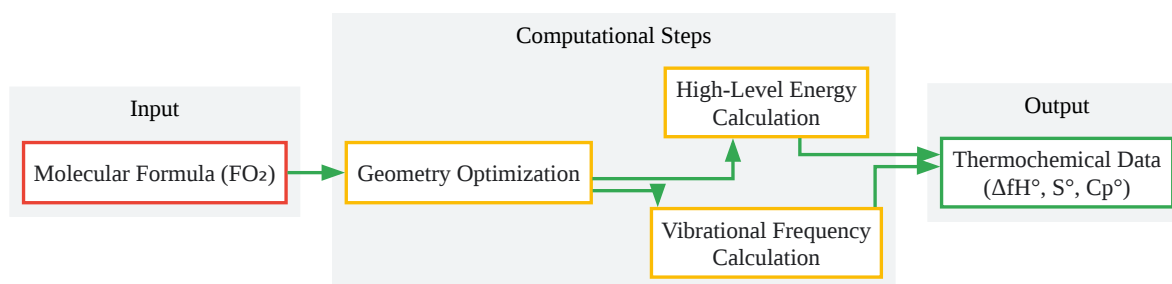 Computational Steps
Input
Molecular Formula (FO₂)
Geometry Optimization
High-Level Energy
Calculation
Vibrational Frequency
Calculation
Output
Thermochemical Data
(ΔfH°, S°, Cp°)